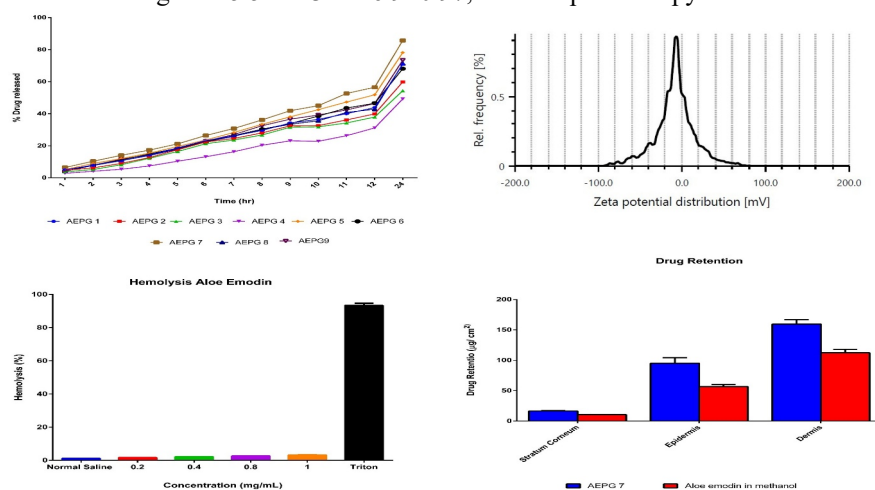 % Drug released
100
80
60
40
20
0
1 2 3 4 5 6 7 8 9 10 11 12 24
Time (hr)
AEPG 1 AEPG 2 AEPG 3 AEPG 4 AEPG 5 AEPG 6
AEPG 7 AEPG 8 AEPG9
Rel. frequency [%]
0.5
0
-200.0 -100.0 0.0 100.0 200.0
Zeta potential distribution [mV]
Hemolysis Aloe Emodin
Hemolysis (%)
100
80
60
40
20
0
Normal Saline 0.2 0.4 0.8 1 Triton
Concentration (mg/mL)
Drug Retention
Drug Retentio (µg/ cm²)
200
150
100
50
0
Stratum Corneum Epidermis Dermis
AEPG 7 Aloe emodin in methanol